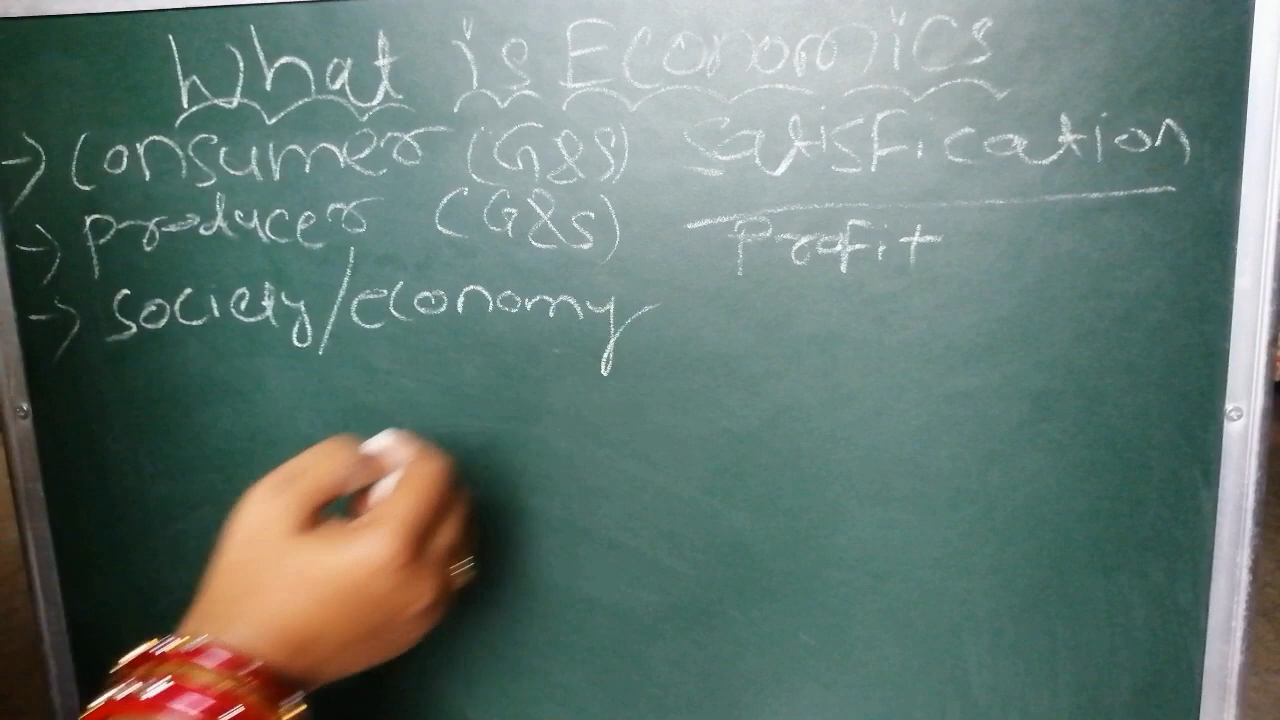 What is Economics
→ Consumer (G&S) Satisfication
→ producer (G&S) Profit
→ society/economy